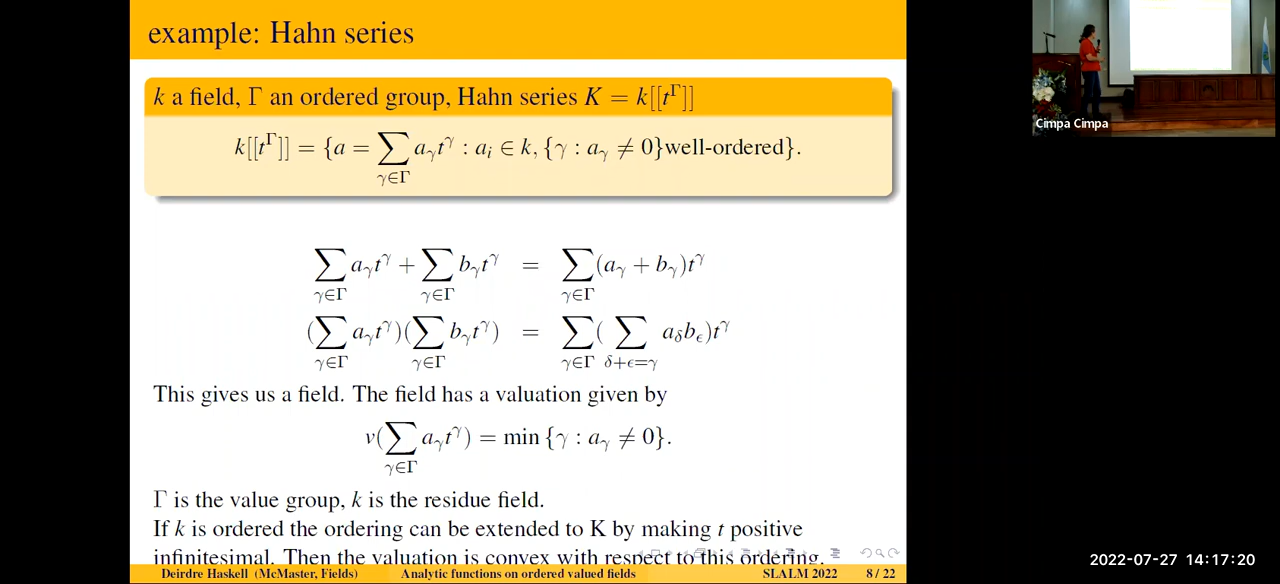 example: Hahn series
k a field, Γ an ordered group, Hahn series K = k[[t^Γ]]
k[[t^Γ]] = {a = ∑_{γ∈Γ} a_γ t^γ : a_i ∈ k, {γ : a_γ ≠ 0}well-ordered}.
∑_{γ∈Γ} a_γ t^γ + ∑_{γ∈Γ} b_γ t^γ = ∑_{γ∈Γ} (a_γ + b_γ)t^γ
(∑_{γ∈Γ} a_γ t^γ)(∑_{γ∈Γ} b_γ t^γ) = ∑_{γ∈Γ} (∑_{δ+ϵ=γ} a_δ b_ϵ)t^γ
This gives us a field. The field has a valuation given by
v(∑_{γ∈Γ} a_γ t^γ) = min {γ : a_γ ≠ 0}.
Γ is the value group, k is the residue field.
If k is ordered the ordering can be extended to K by making t positive
infinitesimal. Then the valuation is convex with respect to this ordering.
Deirdre Haskell (McMaster, Fields) Analytic functions on ordered valued fields SLALM 2022 8 / 22
Cimpa Cimpa
2022-07-27 14:17:20